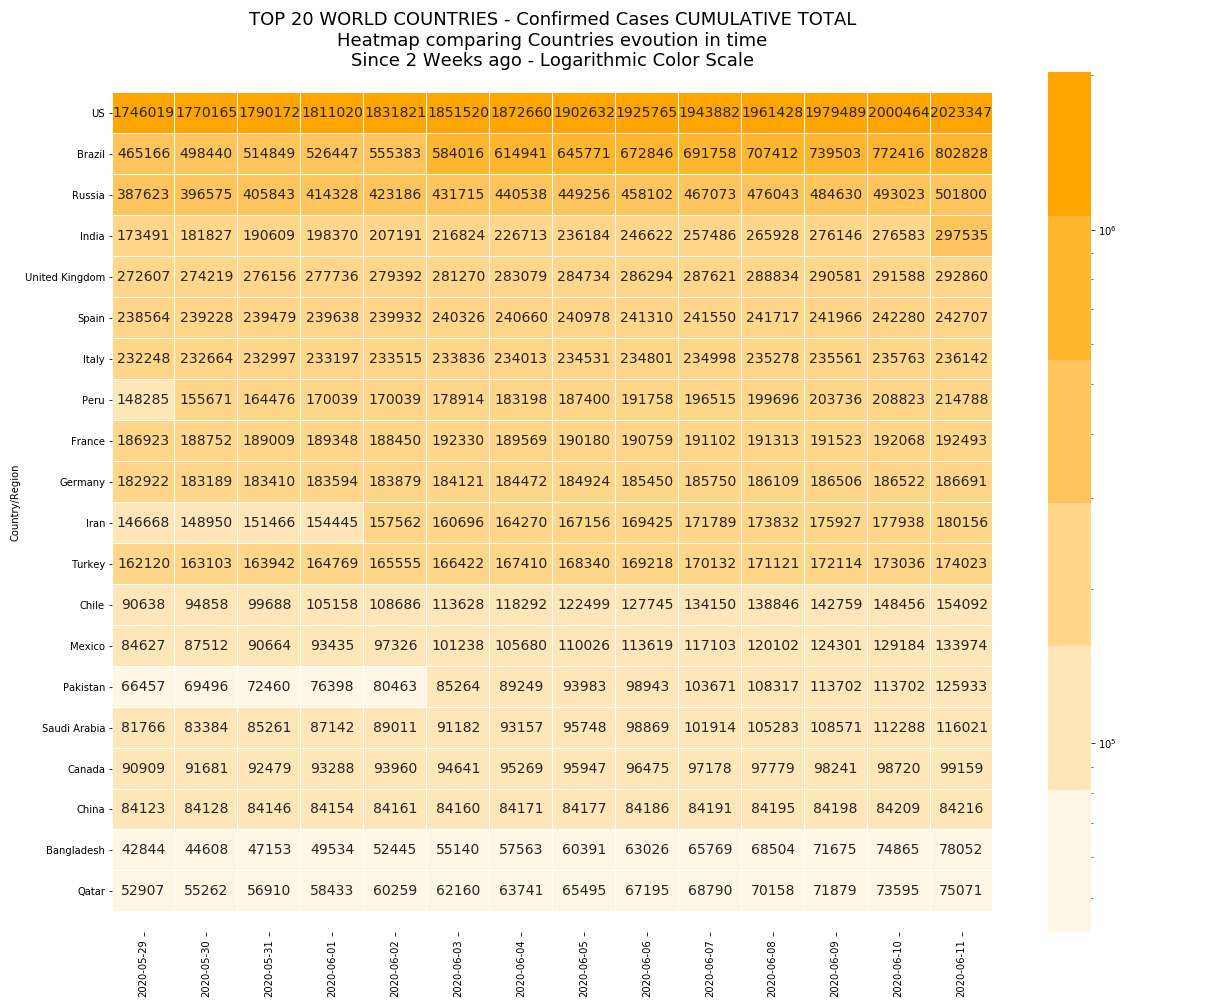 TOP 20 WORLD COUNTRIES - Confirmed Cases CUMULATIVE TOTAL
Heatmap comparing Countries evoution in time
Since 2 Weeks ago - Logarithmic Color Scale
US 1746019 1770165 1790172 1811020 1831821 1851520 1872660 1902632 1925765 1943882 1961428 1979489 2000464 2023347
Brazil 465166 498440 514849 526447 555383 584016 614941 645771 672846 691758 707412 739503 772416 802828
Russia 387623 396575 405843 414328 423186 431715 440538 449256 458102 467073 476043 484630 493023 501800
India 173491 181827 190609 198370 207191 216824 226713 236184 246622 257486 265928 276146 276583 297535
United Kingdom 272607 274219 276156 277736 279392 281270 283079 284734 286294 287621 288834 290581 291588 292860
Spain 238564 239228 239479 239638 239932 240326 240660 240978 241310 241550 241717 241966 242280 242707
Italy 232248 232664 232997 233197 233515 233836 234013 234531 234801 234998 235278 235561 235763 236142
Peru 148285 155671 164476 170039 170039 178914 183198 187400 191758 196515 199696 203736 208823 214788
France 186923 188752 189009 189348 188450 192330 189569 190180 190759 191102 191313 191523 192068 192493
Germany 182922 183189 183410 183594 183879 184121 184472 184924 185450 185750 186109 186506 186522 186691
Iran 146668 148950 151466 154445 157562 160696 164270 167156 169425 171789 173832 175927 177938 180156
Turkey 162120 163103 163942 164769 165555 166422 167410 168340 169218 170132 171121 172114 173036 174023
Chile 90638 94858 99688 105158 108686 113628 118292 122499 127745 134150 138846 142759 148456 154092
Mexico 84627 87512 90664 93435 97326 101238 105680 110026 113619 117103 120102 124301 129184 133974
Pakistan 66457 69496 72460 76398 80463 85264 89249 93983 98943 103671 108317 113702 113702 125933
Saudi Arabia 81766 83384 85261 87142 89011 91182 93157 95748 98869 101914 105283 108571 112288 116021
Canada 90909 91681 92479 93288 93960 94641 95269 95947 96475 97178 97779 98241 98720 99159
China 84123 84128 84146 84154 84161 84160 84171 84177 84186 84191 84195 84198 84209 84216
Bangladesh 42844 44608 47153 49534 52445 55140 57563 60391 63026 65769 68504 71675 74865 78052
Qatar 52907 55262 56910 58433 60259 62160 63741 65495 67195 68790 70158 71879 73595 75071
2020-05-29 2020-05-30 2020-05-31 2020-06-01 2020-06-02 2020-06-03 2020-06-04 2020-06-05 2020-06-06 2020-06-07 2020-06-08 2020-06-09 2020-06-10 2020-06-11
Country/Region
10⁶
10⁵